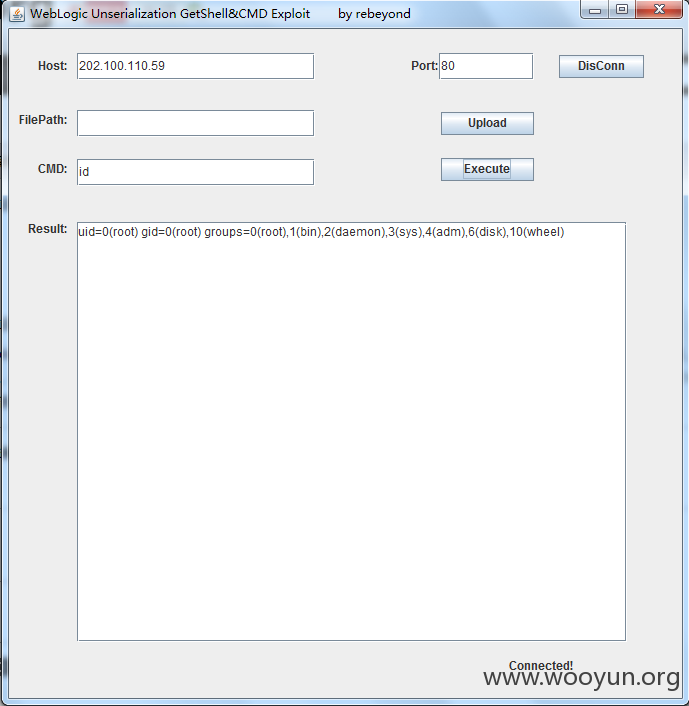 WebLogic Unserialization GetShell&CMD Exploit by rebeyond
Host: 202.100.110.59 Port: 80 DisConn
FilePath: Upload
CMD: id Execute
Result: uid=0(root) gid=0(root) groups=0(root),1(bin),2(daemon),3(sys),4(adm),6(disk),10(wheel)
Connected!
www.wooyun.org